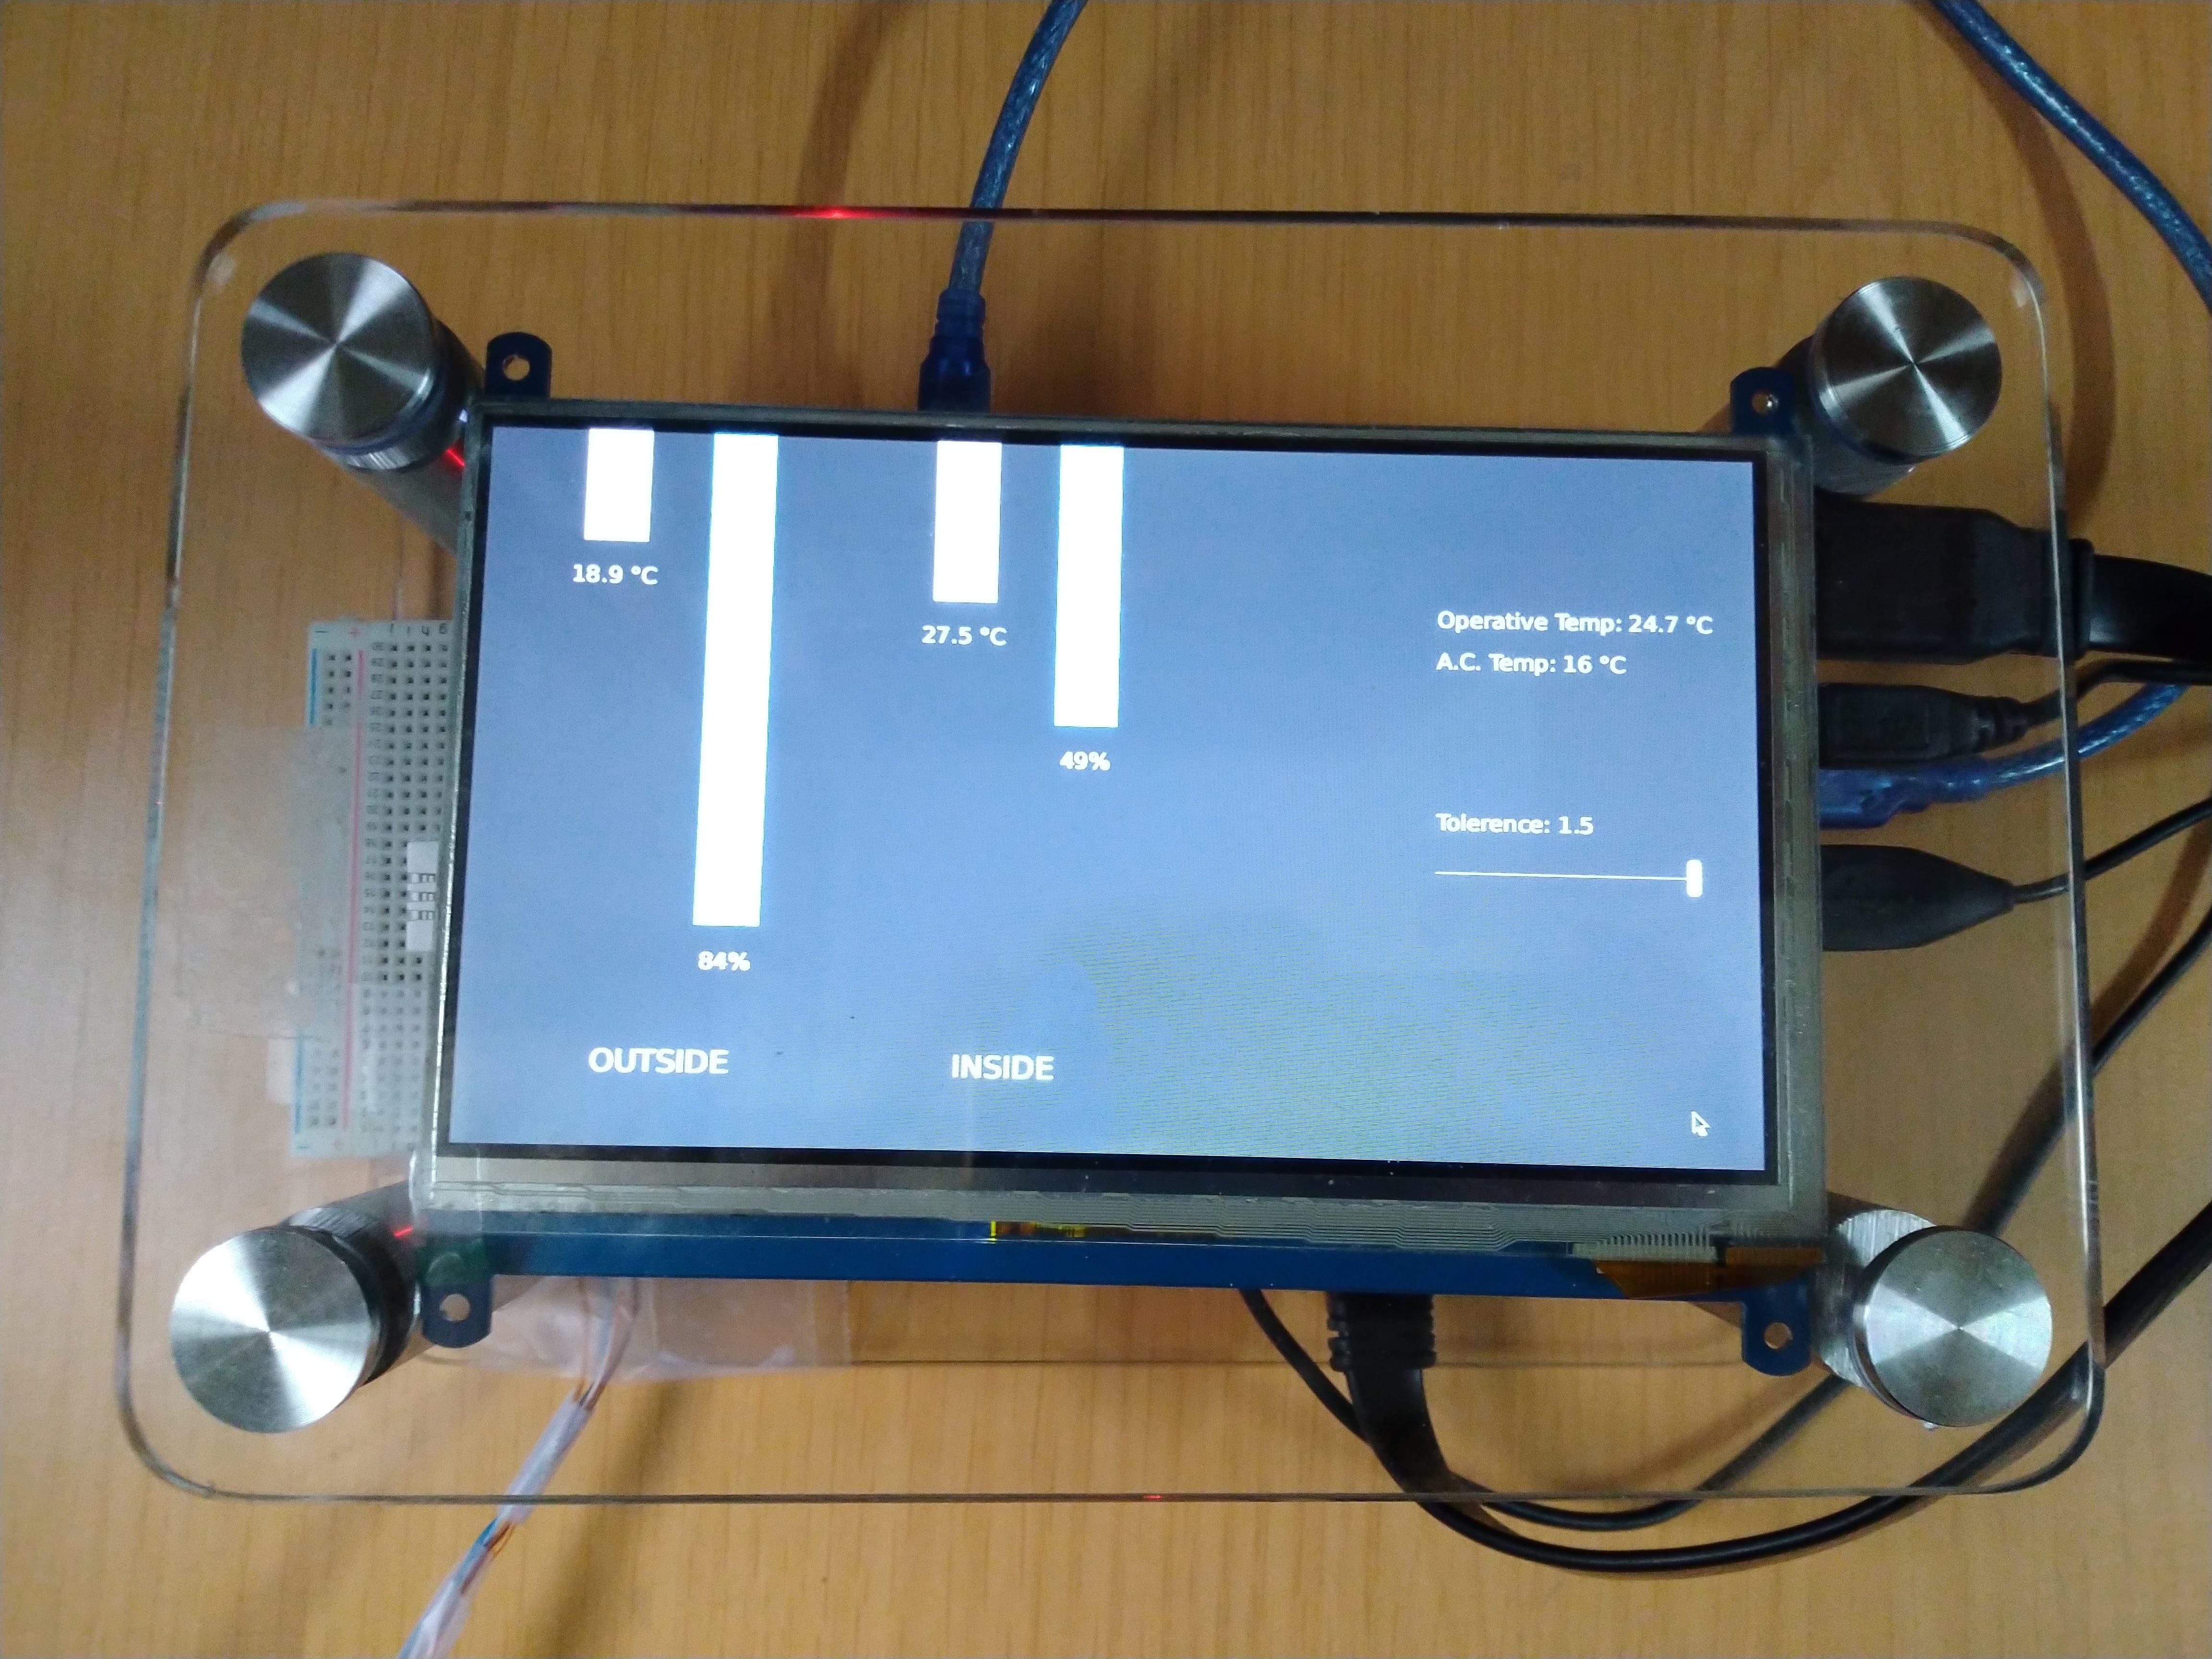 18.9 °C
27.5 °C
Operative Temp: 24.7 °C
A.C. Temp: 16 °C
49%
Tolerence: 1.5
84%
OUTSIDE
INSIDE